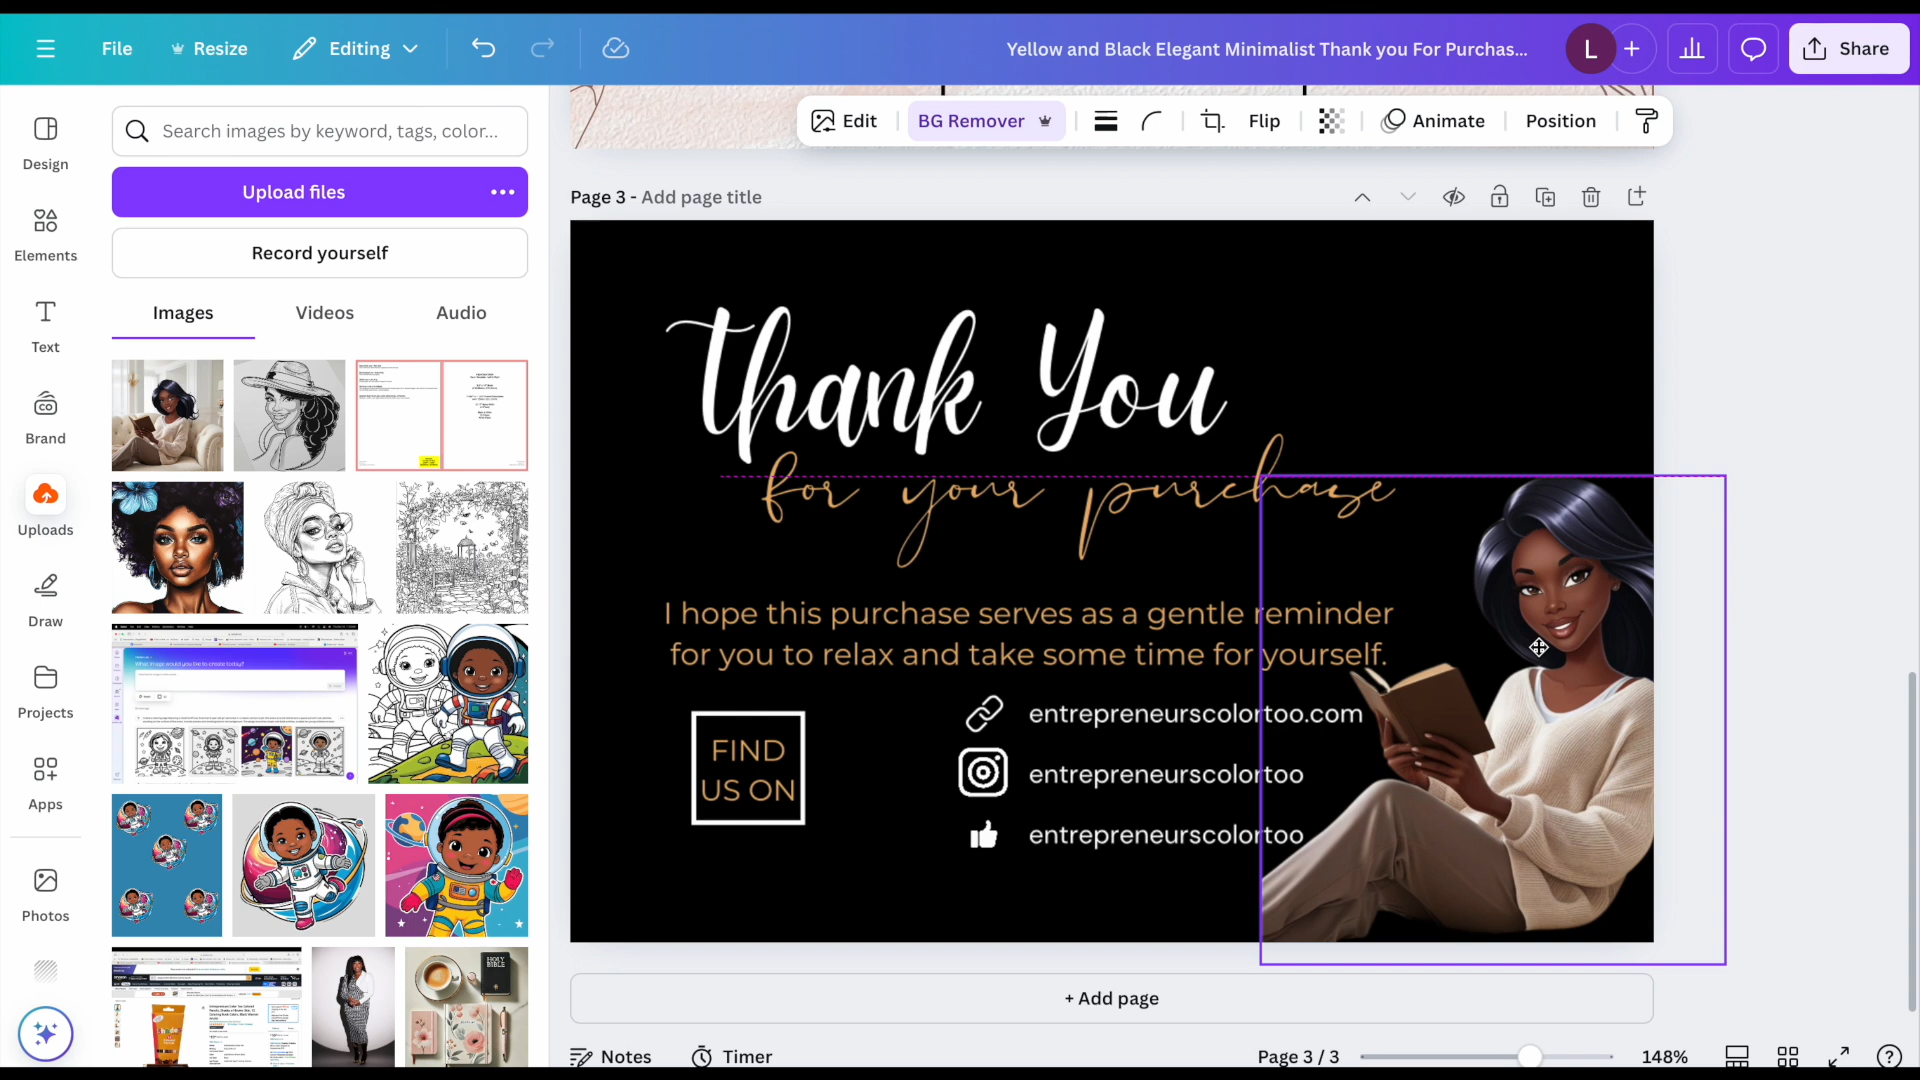 File
Resize
Editing
Yellow and Black Elegant Minimalist Thank you For Purchas...
L
Share
Design
Elements
Text
Brand
Uploads
Draw
Projects
Apps
Photos
Search images by keyword, tags, color...
Upload files
Record yourself
Images
Videos
Audio
Edit
BG Remover
Flip
Animate
Position
Page 3 - Add page title
Thank You
for your purchase
I hope this purchase serves as a gentle reminder
for you to relax and take some time for yourself.
FIND
US ON
entrepreneurscolortoo.com
entrepreneurscolortoo
entrepreneurscolortoo
+ Add page
Notes
Timer
Page 3 / 3
148%
HOLY
BIBLE